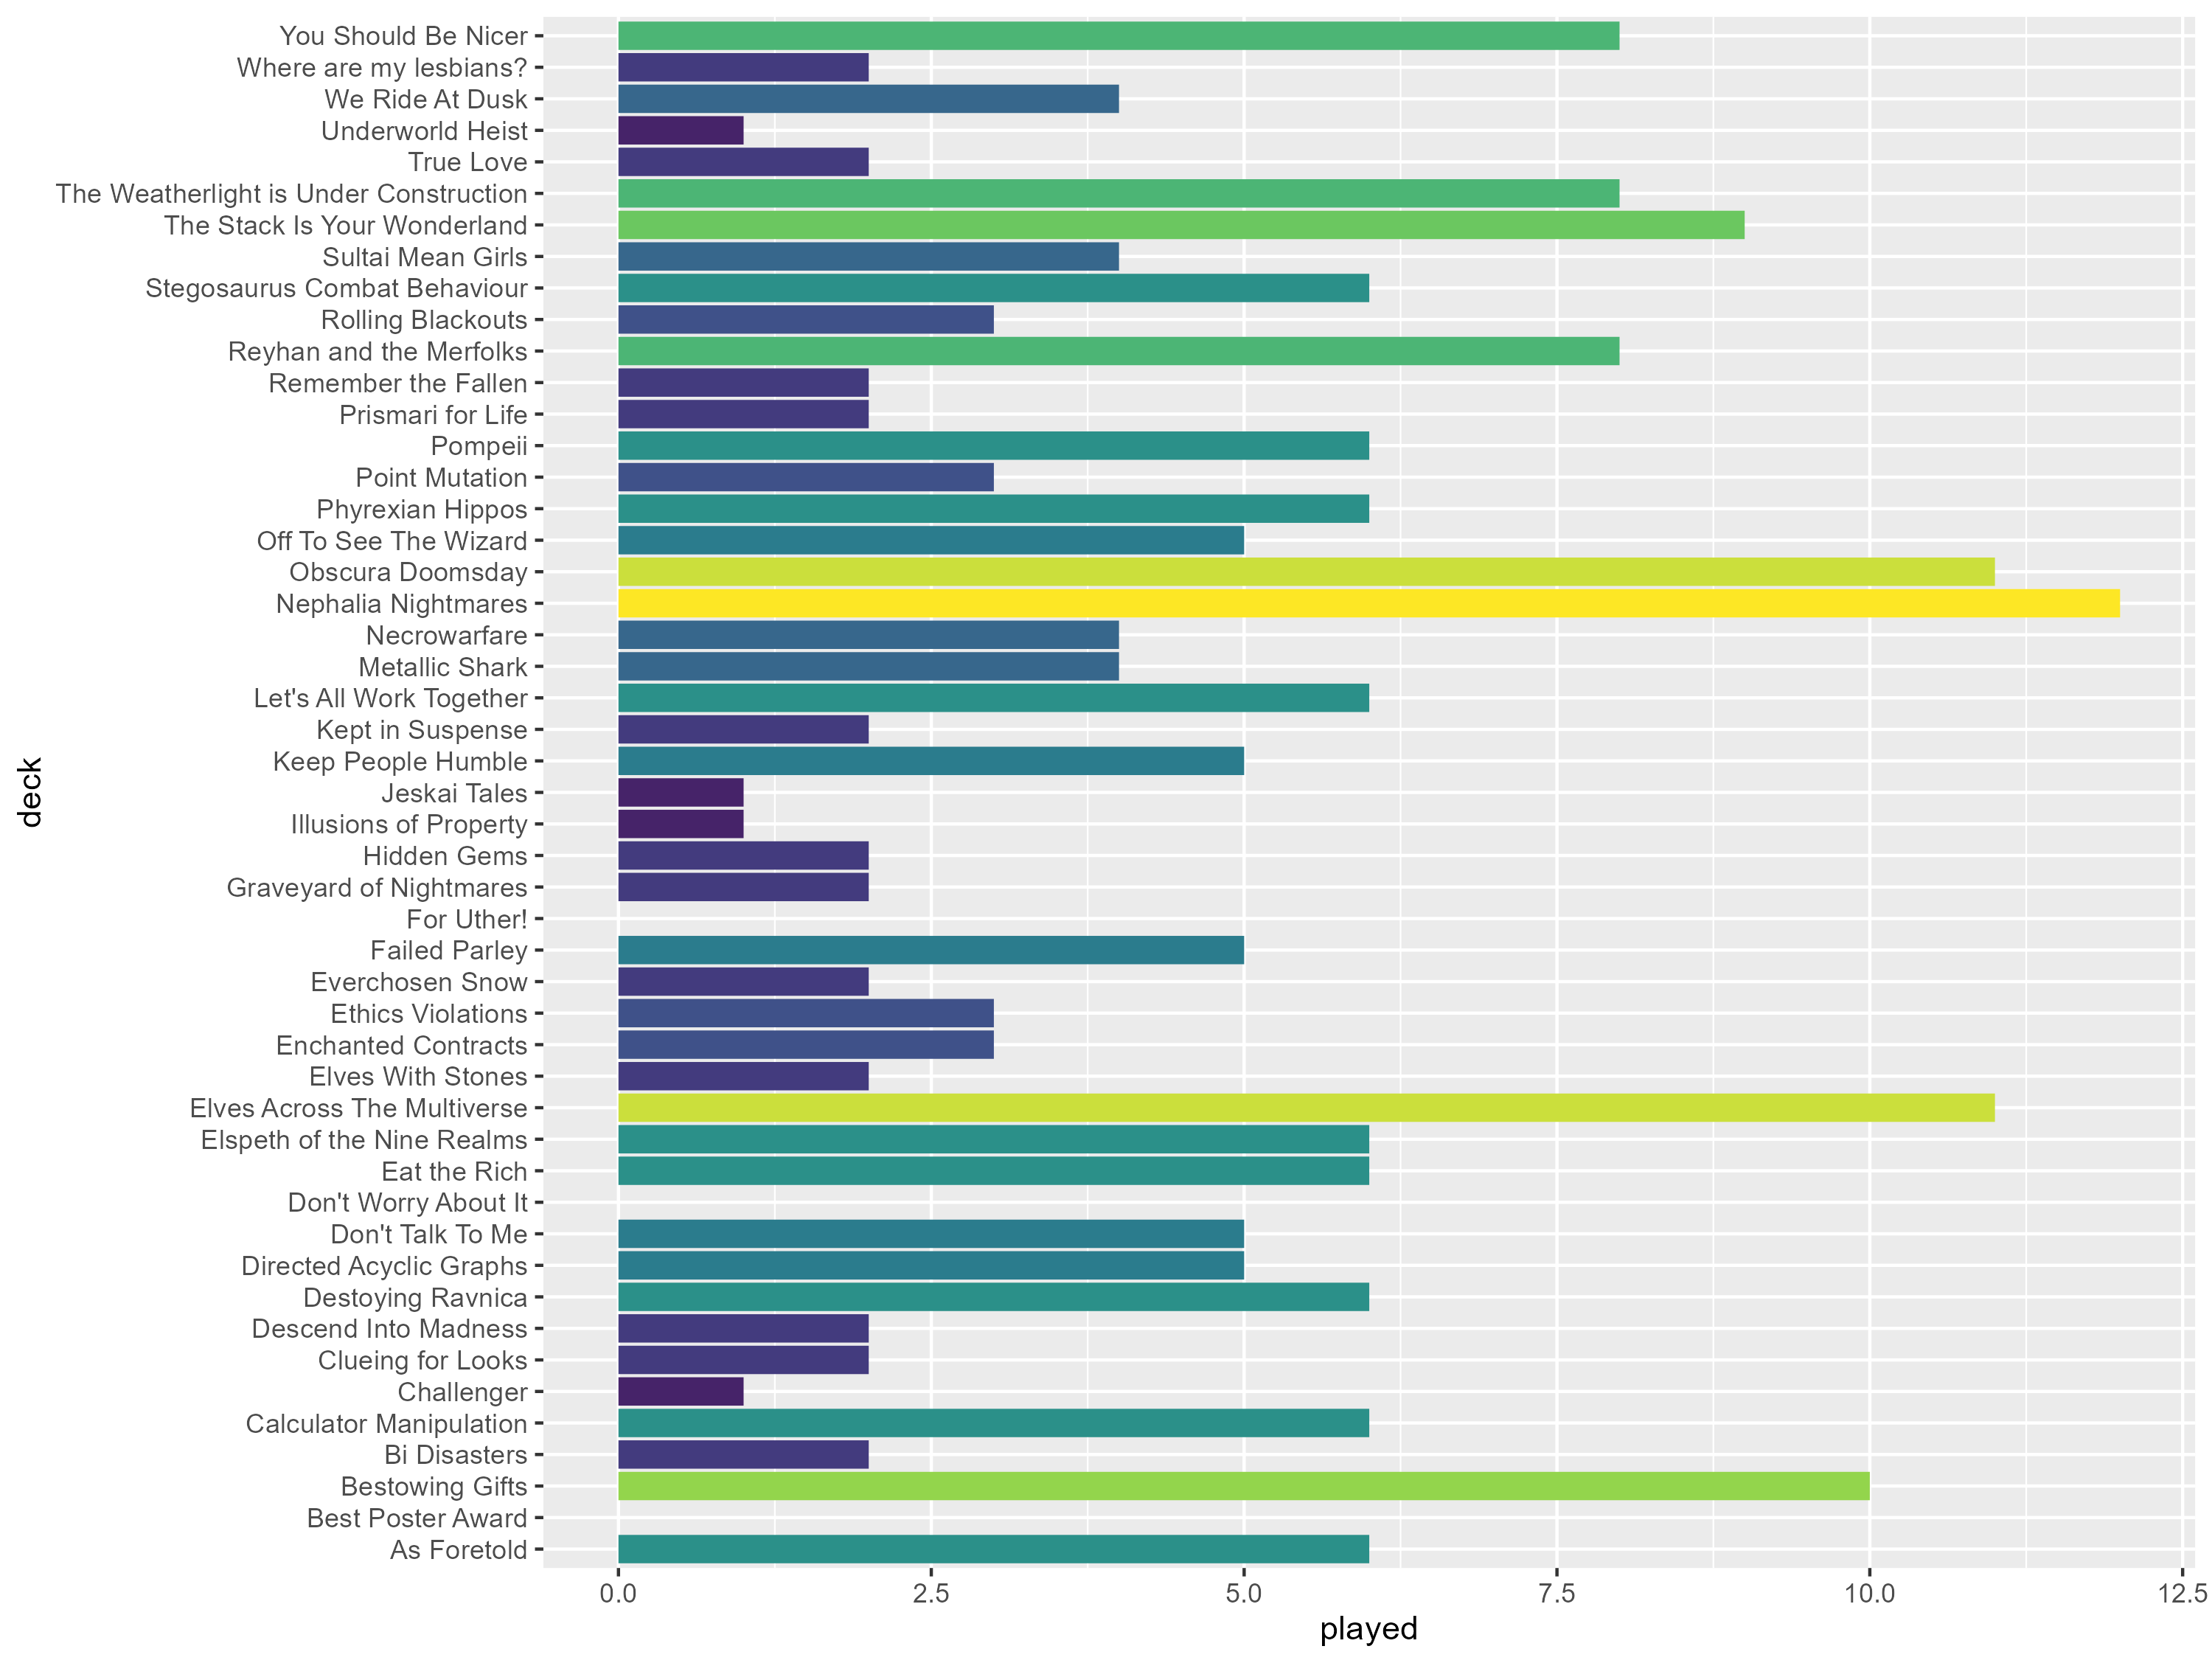 You Should Be Nicer
Where are my lesbians?
We Ride At Dusk
Underworld Heist
True Love
The Weatherlight is Under Construction
The Stack Is Your Wonderland
Sultai Mean Girls
Stegosaurus Combat Behaviour
Rolling Blackouts
Reyhan and the Merfolks
Remember the Fallen
Prismari for Life
Pompeii
Point Mutation
Phyrexian Hippos
Off To See The Wizard
Obscura Doomsday
Nephalia Nightmares
Necrowarfare
Metallic Shark
Let's All Work Together
Kept in Suspense
Keep People Humble
Jeskai Tales
Illusions of Property
Hidden Gems
Graveyard of Nightmares
For Uther!
Failed Parley
Everchosen Snow
Ethics Violations
Enchanted Contracts
Elves With Stones
Elves Across The Multiverse
Elspeth of the Nine Realms
Eat the Rich
Don't Worry About It
Don't Talk To Me
Directed Acyclic Graphs
Destoying Ravnica
Descend Into Madness
Clueing for Looks
Challenger
Calculator Manipulation
Bi Disasters
Bestowing Gifts
Best Poster Award
As Foretold
deck
0.0 2.5 5.0 7.5 10.0 12.5
played